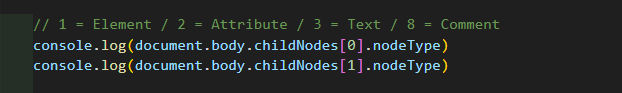 // 1 = Element / 2 = Attribute / 3 = Text / 8 = Comment
console.log(document.body.childNodes[0].nodeType)
console.log(document.body.childNodes[1].nodeType)